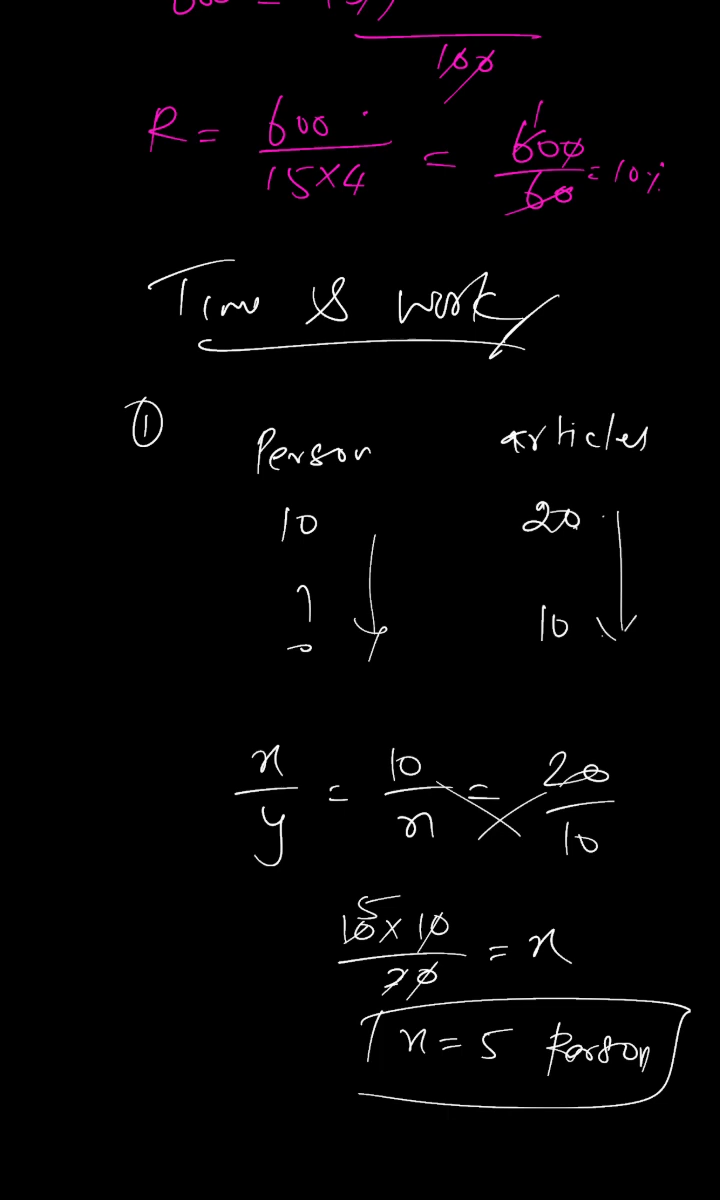 100
R = 600 / 15×4 = 600 / 60 = 10%
Time & work
① Person articles
10 20
? 10
x/y = 10/x = 20/10
5
10×10 / 20 = x
x = 5 Person